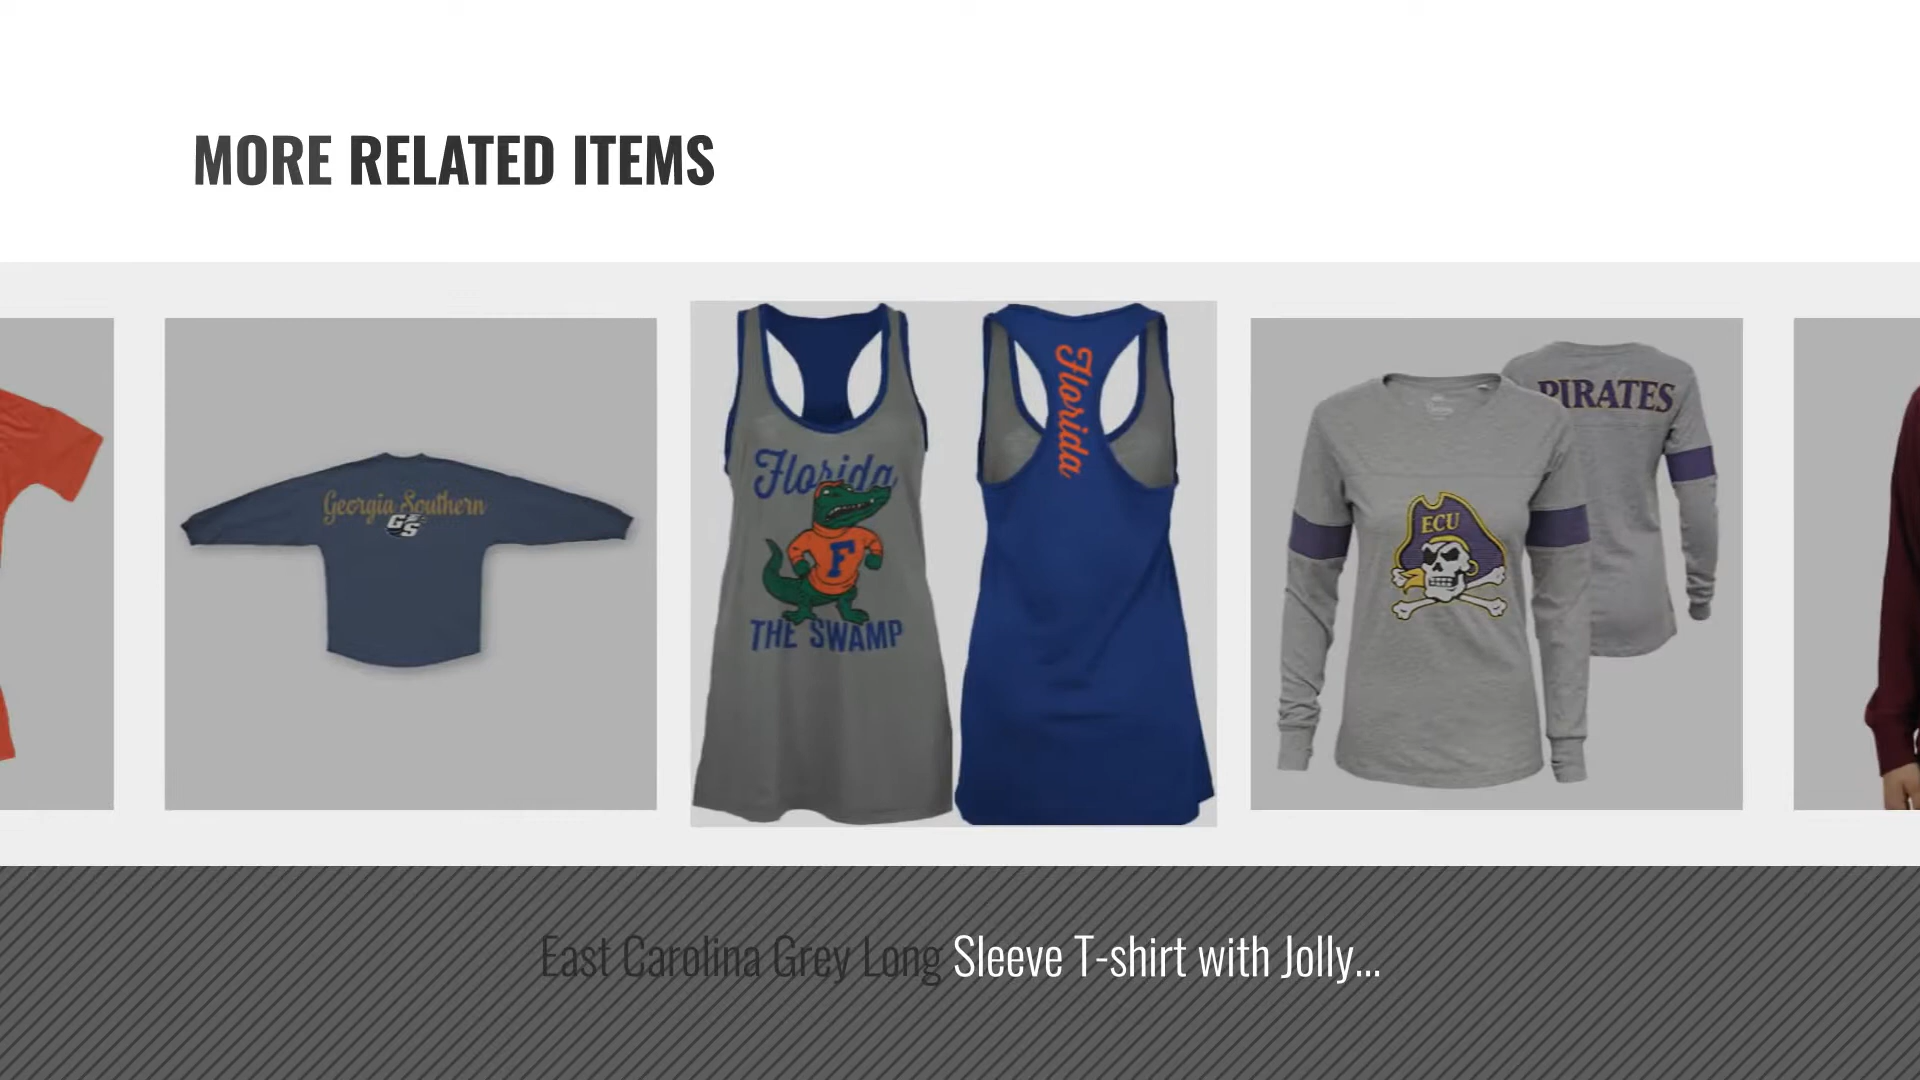 MORE RELATED ITEMS
Georgia Southern
GS
Florida
F
THE SWAMP
Florida
PIRATES
ECU
East Carolina Grey Long Sleeve T-shirt with Jolly...